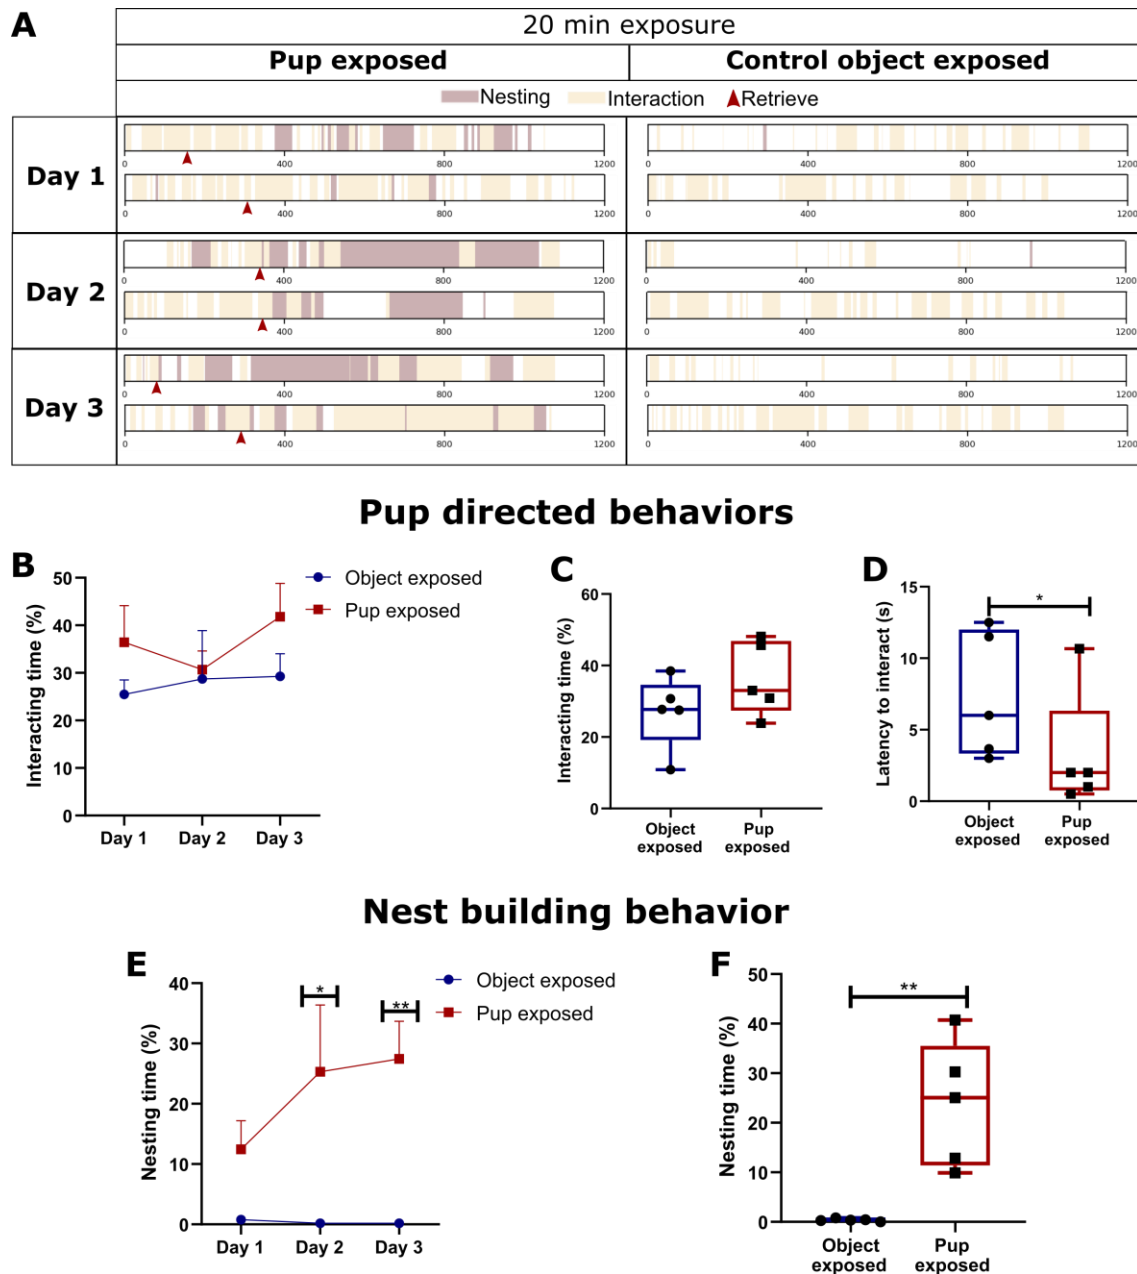 A
20 min exposure
Pup exposed
Control object exposed
Nesting
Interaction
Retrieve
Day 1
0 400 800 1200
0 400 800 1200
0 400 800 1200
0 400 800 1200
Day 2
0 400 800 1200
0 400 800 1200
0 400 800 1200
0 400 800 1200
Day 3
0 400 800 1200
0 400 800 1200
0 400 800 1200
0 400 800 1200
Pup directed behaviors
B
Interacting time (%)
50
40
30
20
10
0
Day 1 Day 2 Day 3
Object exposed
Pup exposed
C
Interacting time (%)
60
40
20
0
Object exposed
Pup exposed
D
Latency to interact (s)
15
10
5
0
*
Object exposed
Pup exposed
Nest building behavior
E
Nesting time (%)
40
30
20
10
0
*
**
Day 1 Day 2 Day 3
Object exposed
Pup exposed
F
Nesting time (%)
50
40
30
20
10
0
**
Object exposed
Pup exposed